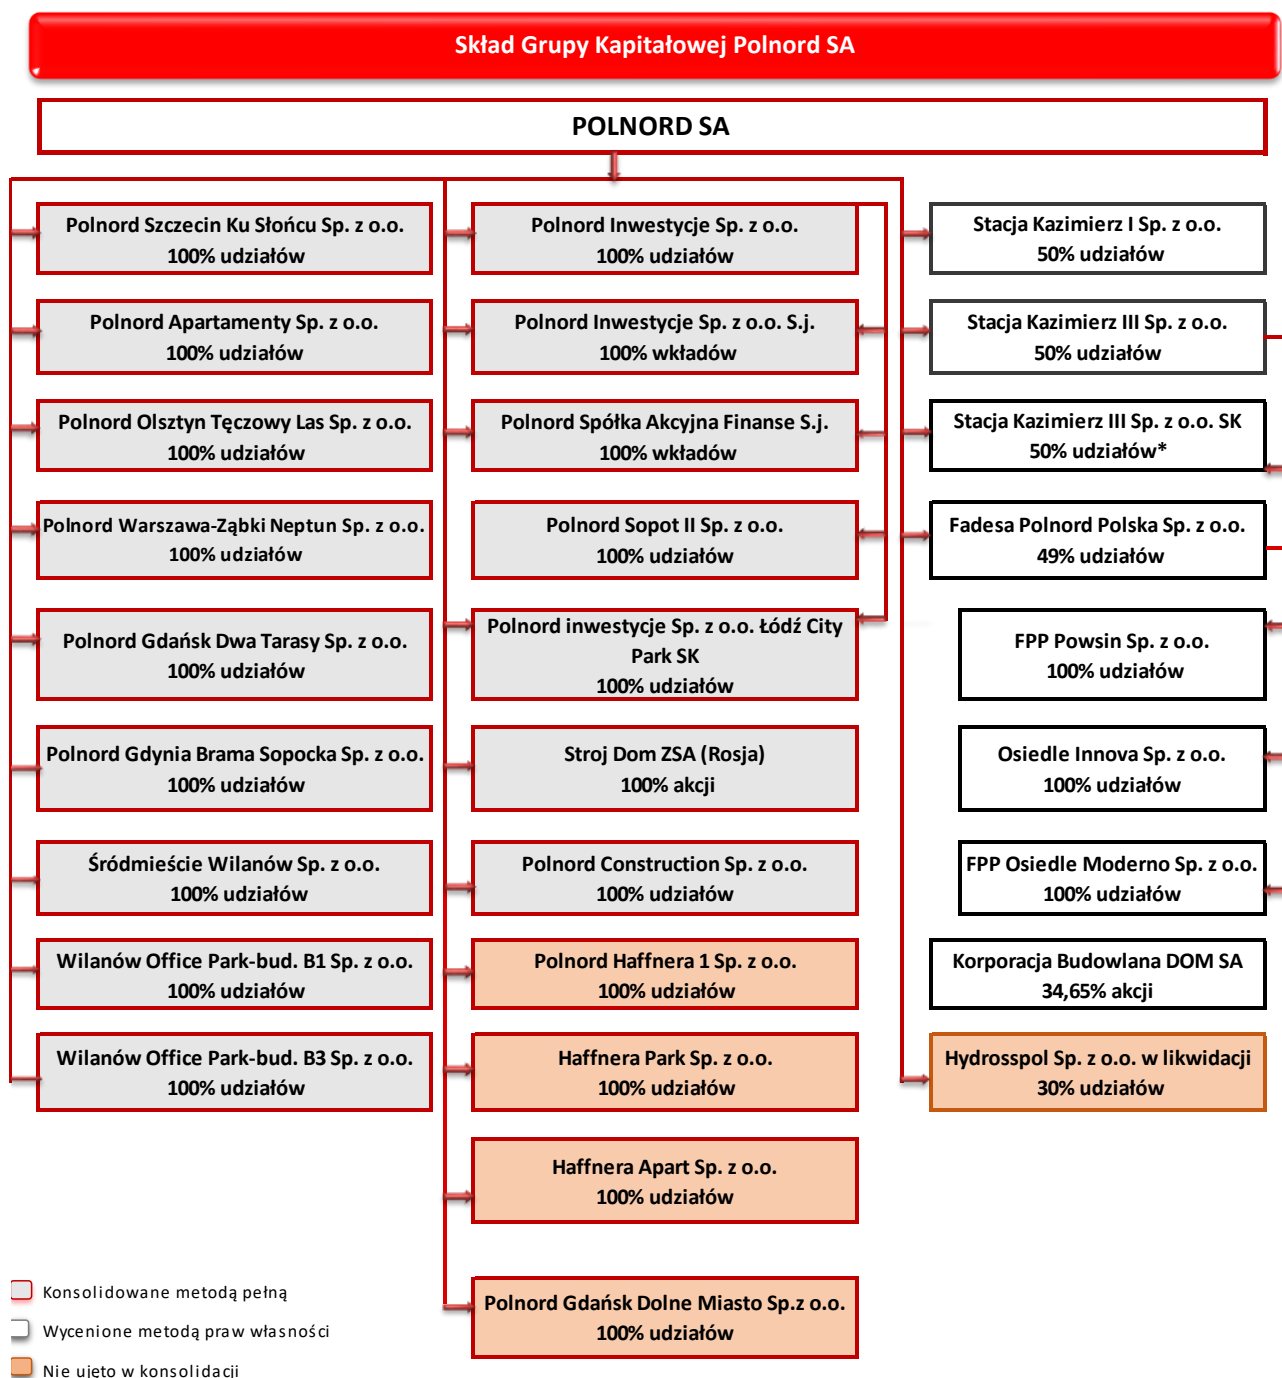 Skład Grupy Kapitałowej Polnord SA
POLNORD SA
Polnord Szczecin Ku Słońcu Sp. z o.o.
100% udziałów
Polnord Apartamenty Sp. z o.o.
100% udziałów
Polnord Olsztyn Tęczowy Las Sp. z o.o.
100% udziałów
Polnord Warszawa-Ząbki Neptun Sp. z o.o.
100% udziałów
Polnord Gdańsk Dwa Tarasy Sp. z o.o.
100% udziałów
Polnord Gdynia Brama Sopocka Sp. z o.o.
100% udziałów
Śródmieście Wilanów Sp. z o.o.
100% udziałów
Wilanów Office Park-bud. B1 Sp. z o.o.
100% udziałów
Wilanów Office Park-bud. B3 Sp. z o.o.
100% udziałów
Polnord Inwestycje Sp. z o.o.
100% udziałów
Polnord Inwestycje Sp. z o.o. S.j.
100% wkładów
Polnord Spółka Akcyjna Finanse S.j.
100% wkładów
Polnord Sopot II Sp. z o.o.
100% udziałów
Polnord inwestycje Sp. z o.o. Łódź City
Park SK
100% udziałów
Stroj Dom ZSA (Rosja)
100% akcji
Polnord Construction Sp. z o.o.
100% udziałów
Polnord Haffnera 1 Sp. z o.o.
100% udziałów
Haffnera Park Sp. z o.o.
100% udziałów
Haffnera Apart Sp. z o.o.
100% udziałów
Polnord Gdańsk Dolne Miasto Sp.z o.o.
100% udziałów
Stacja Kazimierz I Sp. z o.o.
50% udziałów
Stacja Kazimierz III Sp. z o.o.
50% udziałów
Stacja Kazimierz III Sp. z o.o. SK
50% udziałów*
Fadesa Polnord Polska Sp. z o.o.
49% udziałów
FPP Powsin Sp. z o.o.
100% udziałów
Osiedle Innova Sp. z o.o.
100% udziałów
FPP Osiedle Moderno Sp. z o.o.
100% udziałów
Korporacja Budowlana DOM SA
34,65% akcji
Hydrosspol Sp. z o.o. w likwidacji
30% udziałów
Konsolidowane metodą pełną
Wycenione metodą praw własności
Nie ujęto w konsolidacji